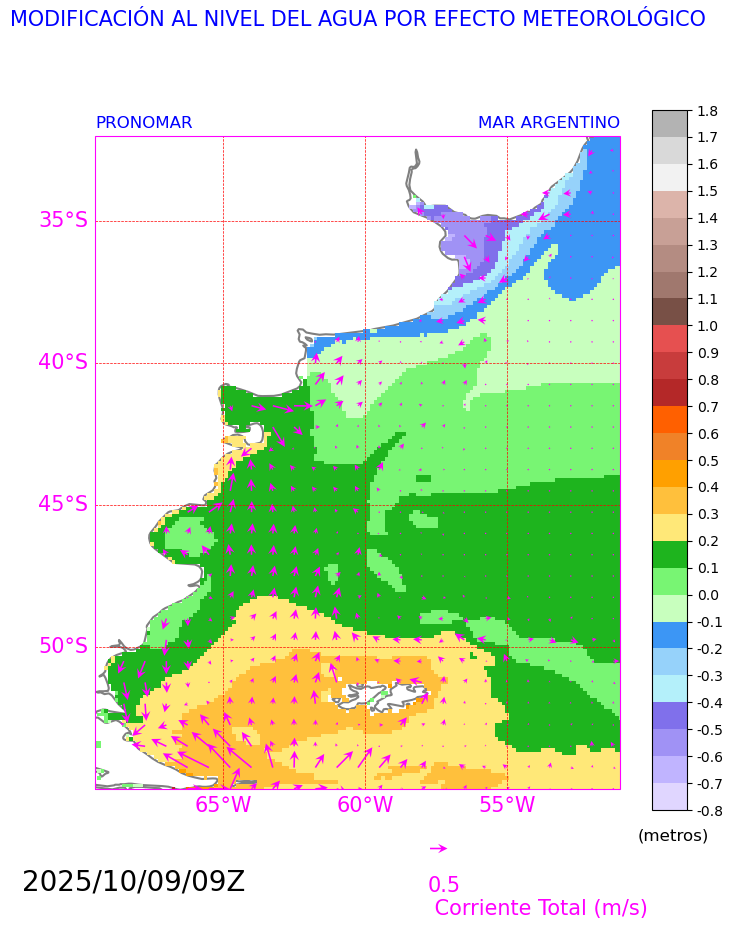 MODIFICACIÓN AL NIVEL DEL AGUA POR EFECTO METEOROLÓGICO
PRONOMAR
MAR ARGENTINO
1.8
1.7
1.6
1.5
1.4
1.3
1.2
1.1
1.0
0.9
0.8
0.7
0.6
0.5
0.4
0.3
0.2
0.1
0.0
-0.1
-0.2
-0.3
-0.4
-0.5
-0.6
-0.7
-0.8
(metros)
35°S
40°S
45°S
50°S
65°W
60°W
55°W
2025/10/09/09Z
0.5
Corriente Total (m/s)